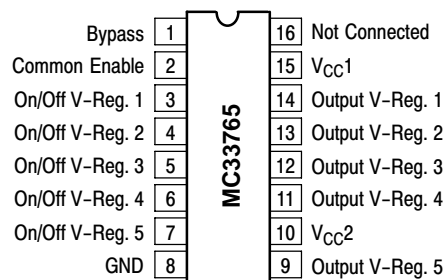 Bypass 1 16 Not Connected
Common Enable 2 15 VCC1
On/Off V–Reg. 1 3 14 Output V–Reg. 1
On/Off V–Reg. 2 4 13 Output V–Reg. 2
On/Off V–Reg. 3 5 12 Output V–Reg. 3
On/Off V–Reg. 4 6 11 Output V–Reg. 4
On/Off V–Reg. 5 7 10 VCC2
GND 8 9 Output V–Reg. 5
MC33765